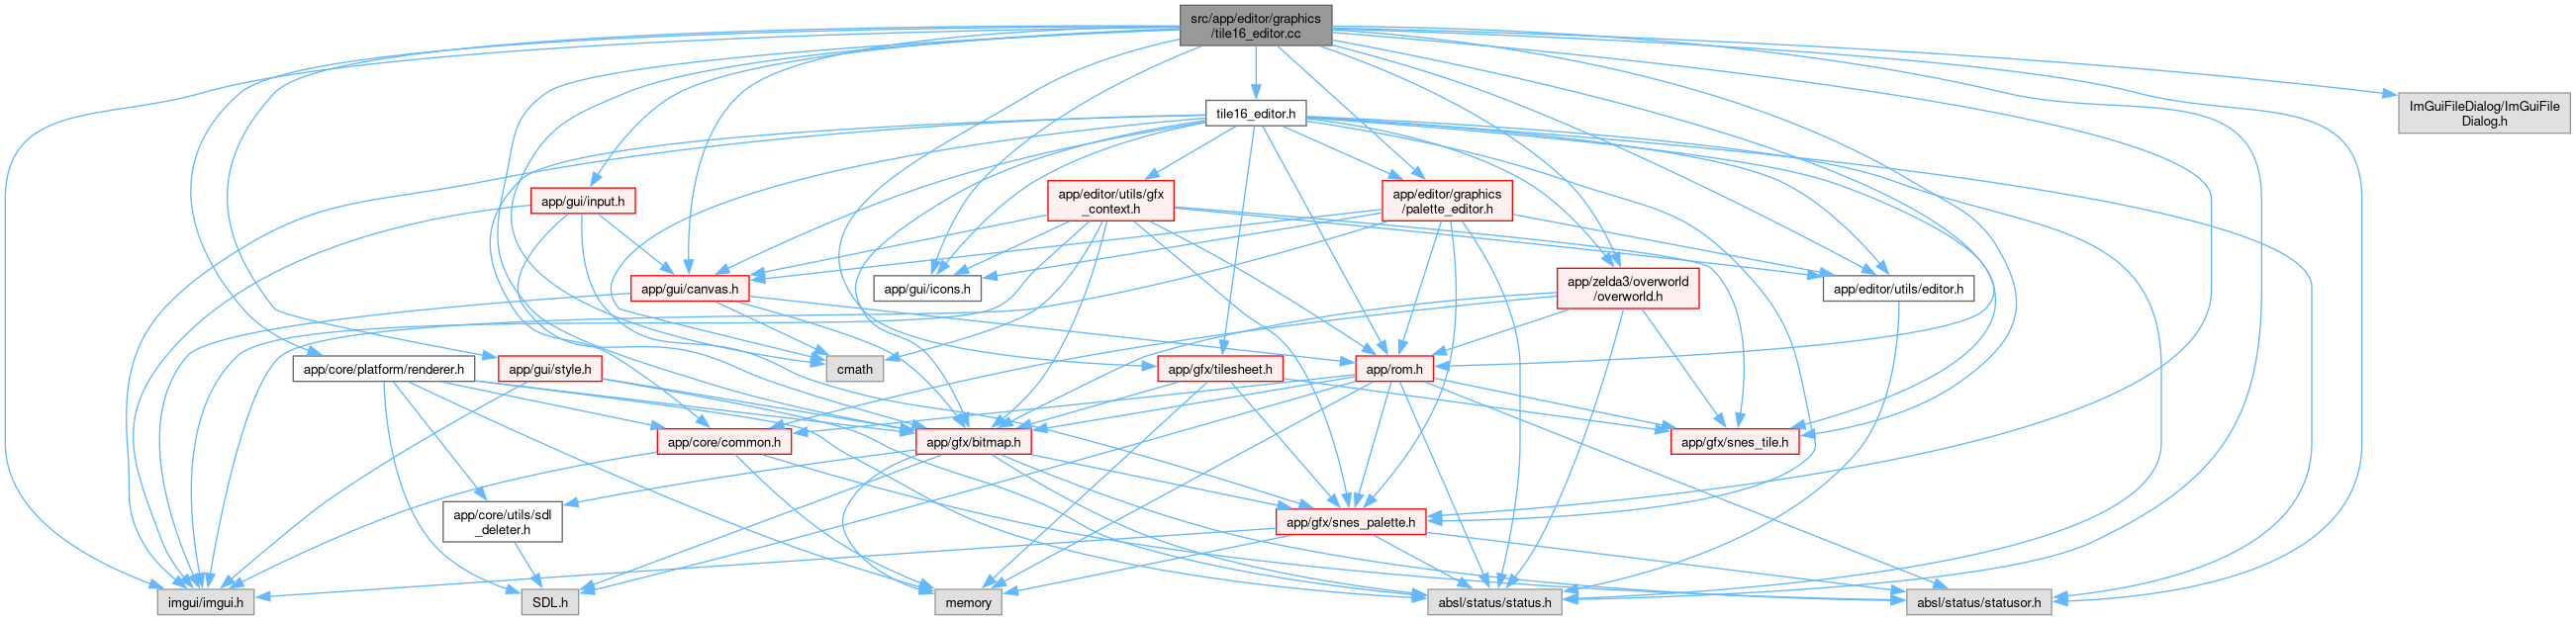 src/app/editor/graphics
/tile16_editor.cc
ImGuiFileDialog/ImGuiFile
Dialog.h
tile16_editor.h
app/gui/input.h
app/editor/utils/gfx
_context.h
app/editor/graphics
/palette_editor.h
app/gui/canvas.h
app/gui/icons.h
app/zelda3/overworld
/overworld.h
app/editor/utils/editor.h
app/core/platform/renderer.h
app/gui/style.h
cmath
app/gfx/tilesheet.h
app/rom.h
app/core/common.h
app/gfx/bitmap.h
app/gfx/snes_tile.h
app/core/utils/sdl
_deleter.h
app/gfx/snes_palette.h
imgui/imgui.h
SDL.h
memory
absl/status/status.h
absl/status/statusor.h